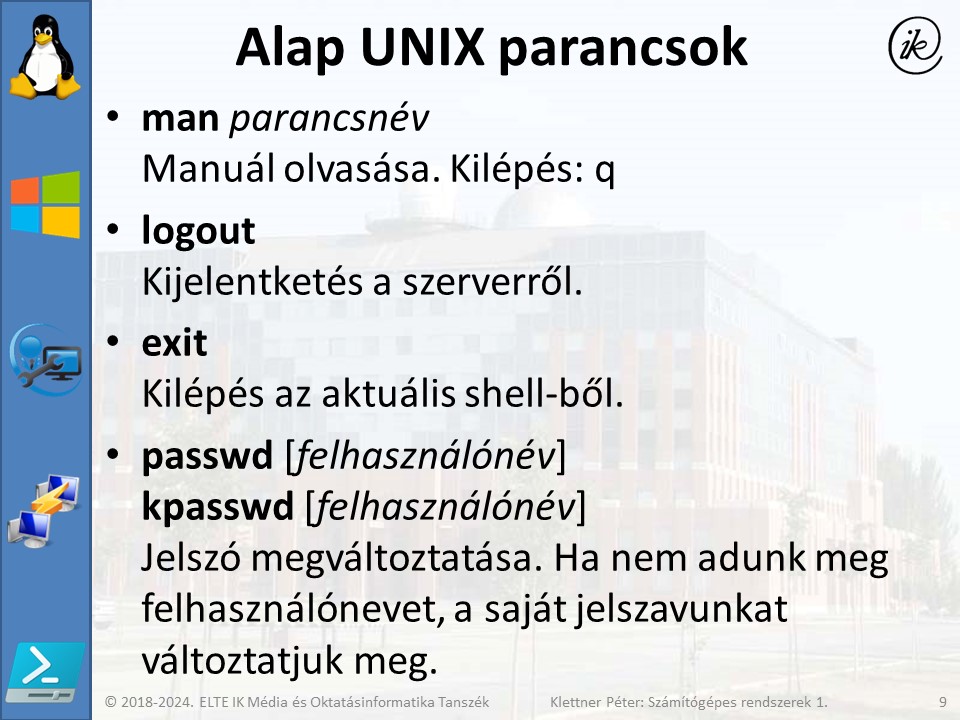 Alap UNIX parancsok
ik
• man parancsnév
Manuál olvasása. Kilépés: q
• logout
Kijelentketés a szerverről.
• exit
Kilépés az aktuális shell-ből.
• passwd [felhasználónév]
kpasswd [felhasználónév]
Jelszó megváltoztatása. Ha nem adunk meg
felhasználónevet, a saját jelszavunkat
változtatjuk meg.
© 2018-2024. ELTE IK Média és Oktatásinformatika Tanszék Klettner Péter: Számítógépes rendszerek 1. 9